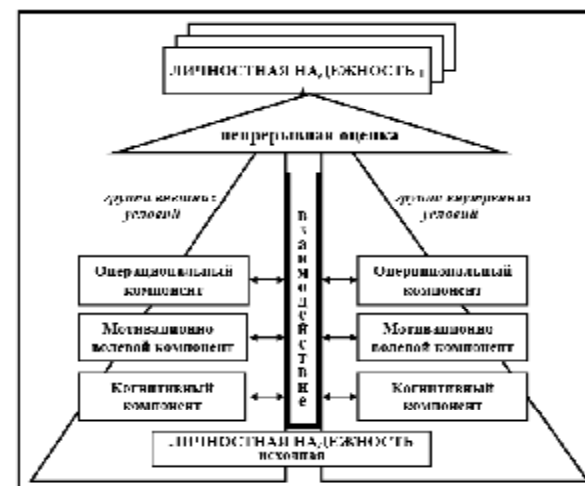 ЛИЧНОСТНАЯ НАДЕЖНОСТЬ 1
непрерывная оценка
группа внешних
условий
группа внутренних
условий
взаимодействие
Операциональный
компонент
Операциональный
компонент
Мотивационно
волевой компонент
Мотивационно
волевой компонент
Когнитивный
компонент
Когнитивный
компонент
ЛИЧНОСТНАЯ НАДЕЖНОСТЬ
исходная